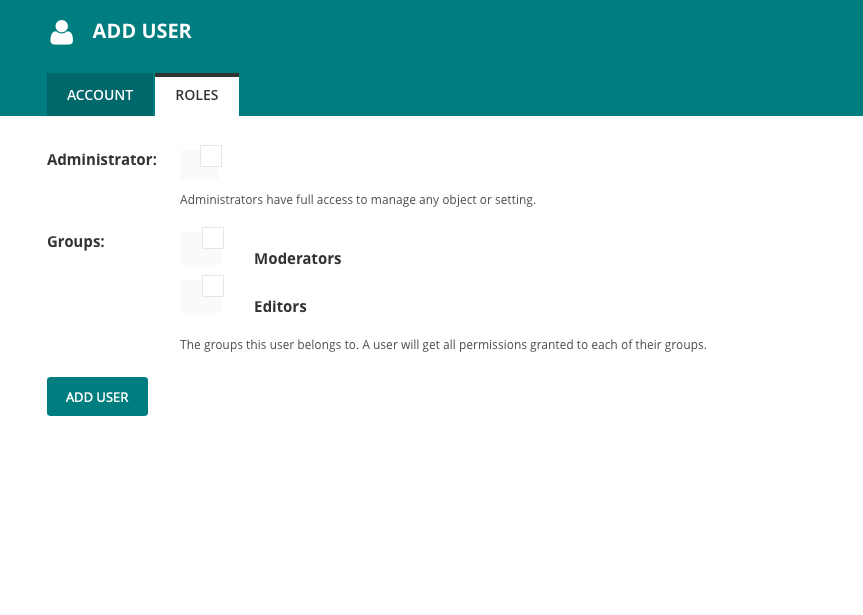 ADD USER
ACCOUNT
ROLES
Administrator:
Administrators have full access to manage any object or setting.
Groups:
Moderators
Editors
The groups this user belongs to. A user will get all permissions granted to each of their groups.
ADD USER